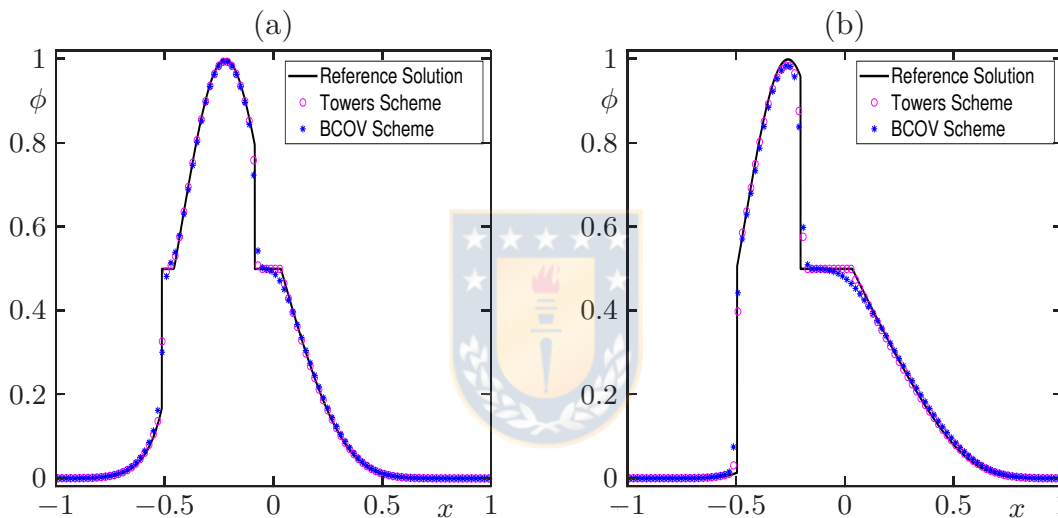 (a)
Reference Solution
Towers Scheme
BCOV Scheme
ϕ
1
0.8
0.6
0.4
0.2
0
−1
−0.5
0
0.5
1
x
(b)
Reference Solution
Towers Scheme
BCOV Scheme
ϕ
1
0.8
0.6
0.4
0.2
0
−1
−0.5
0
0.5
1
x